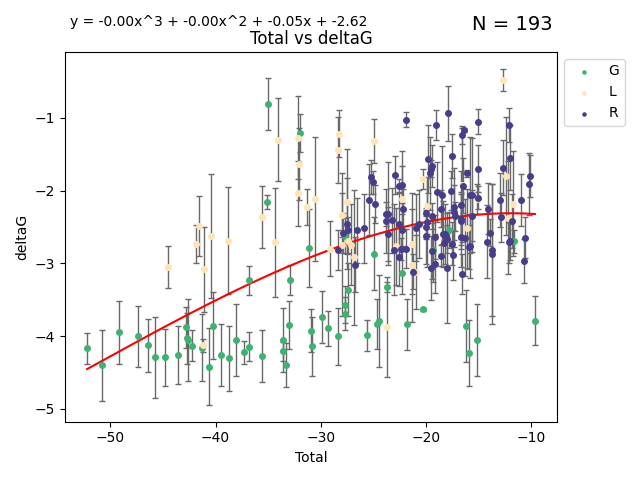 y = -0.00x^3 + -0.00x^2 + -0.05x + -2.62
N = 193
Total vs deltaG
G
L
R
−1
−2
−3
−4
−5
deltaG
−50
−40
−30
−20
−10
Total